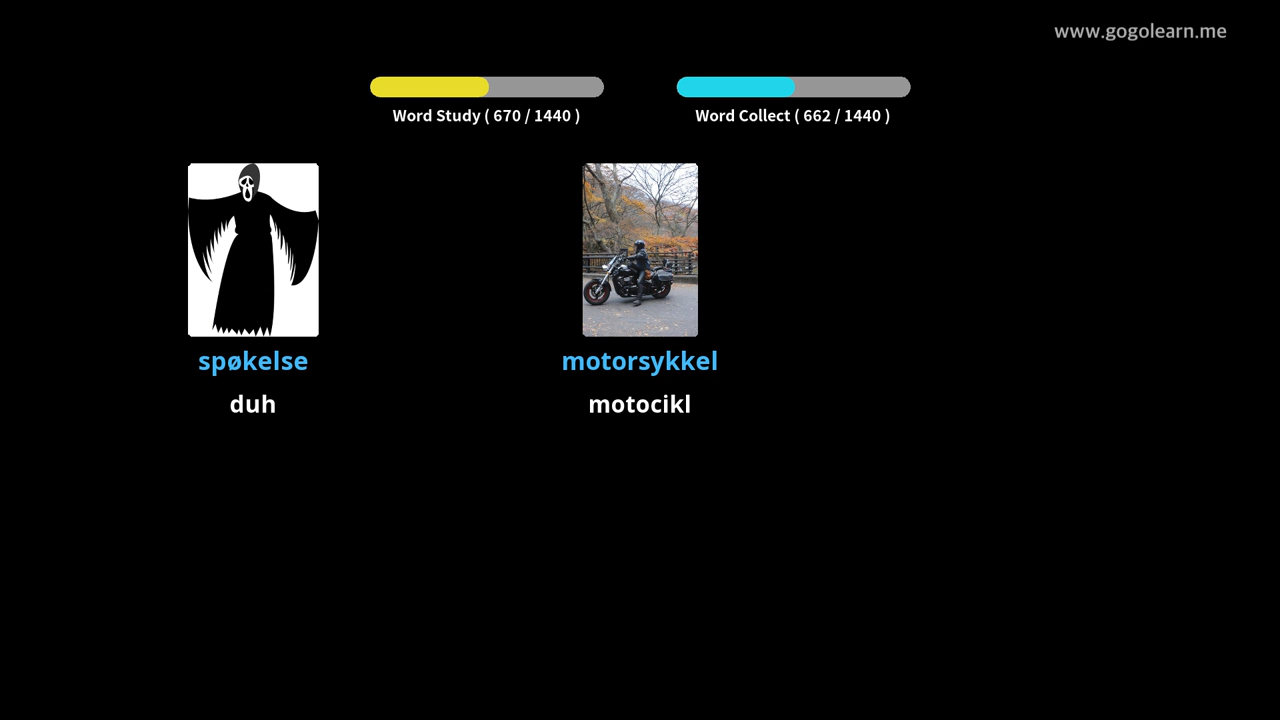 www.gogolearn.me
Word Study ( 670 / 1440 )
Word Collect ( 662 / 1440 )
spøkelse
motorsykkel
duh
motocikl